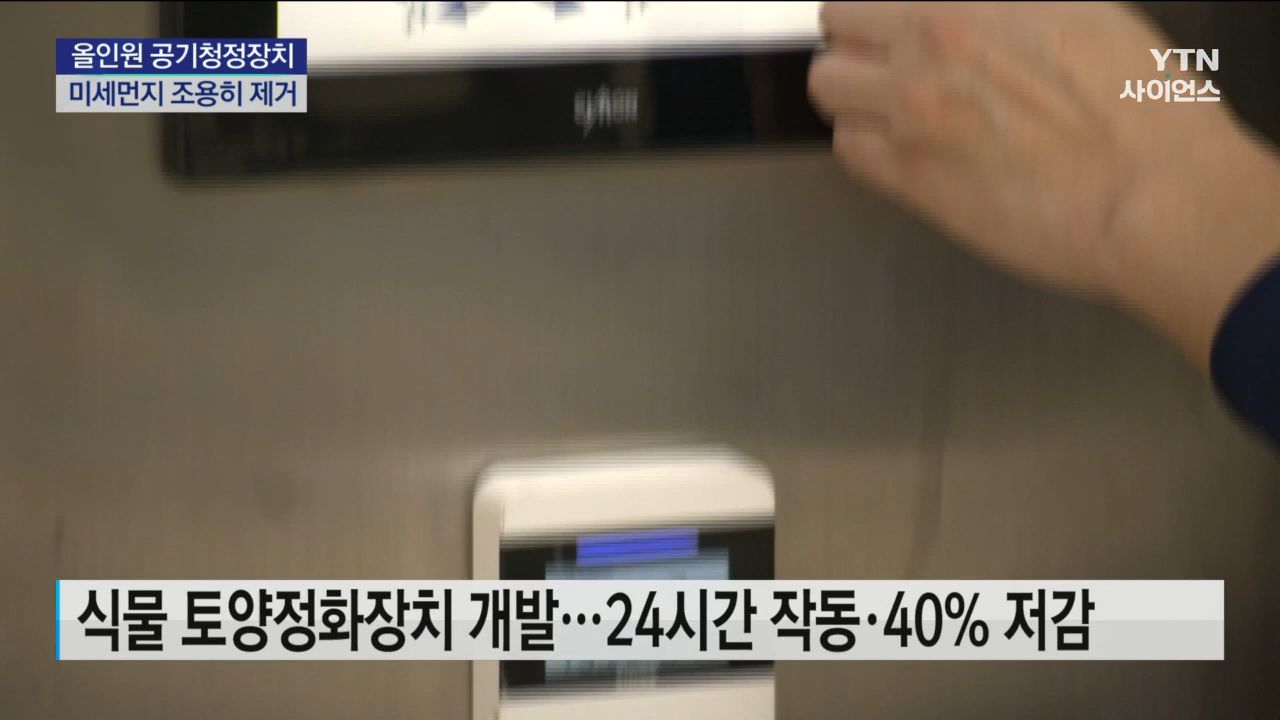 올인원 공기청정장치
미세먼지 조용히 제거
YTN
사이언스
식물 토양정화장치 개발…24시간 작동·40% 저감